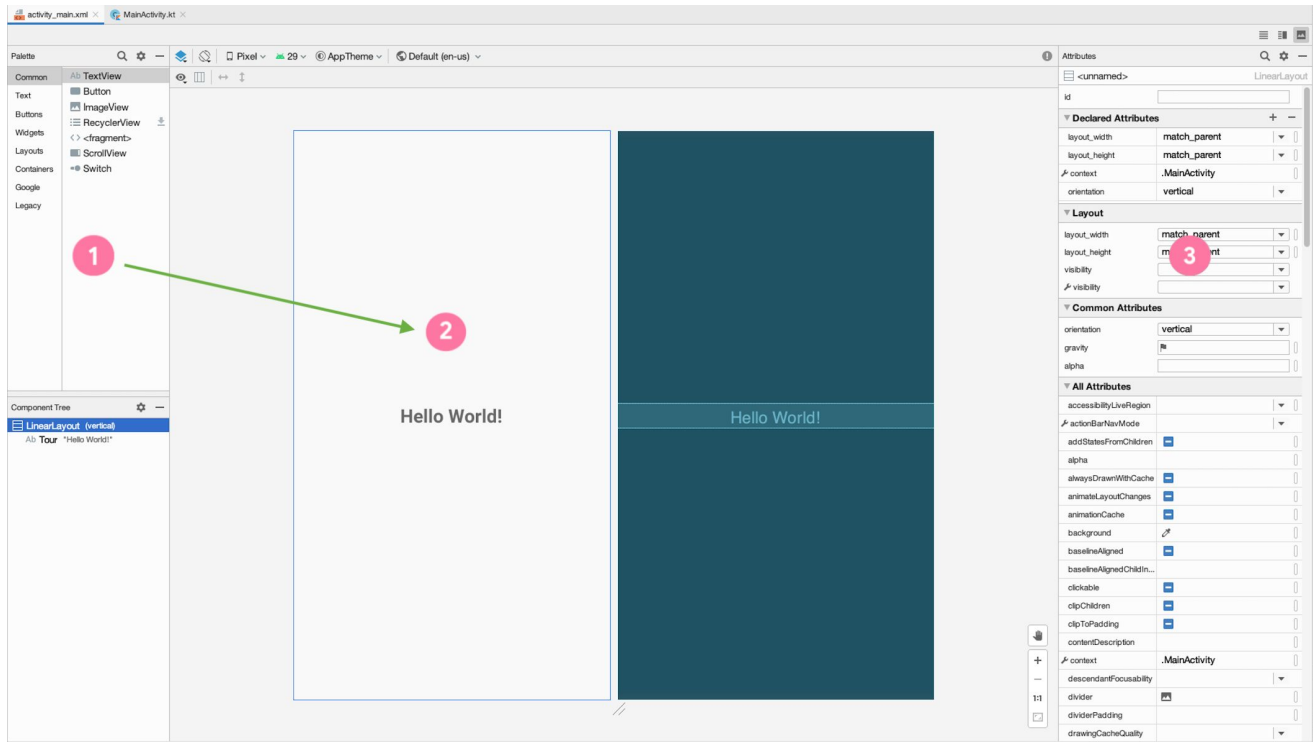 activity_main.xml
MainActivity.kt
Palette
Pixel
29
AppTheme
Default (en-us)
Attributes
Common
Text
Buttons
Widgets
Layouts
Containers
Google
Legacy
Ab TextView
Button
ImageView
RecyclerView
<fragment>
ScrollView
Switch
1
2
Hello World!
Hello World!
Component Tree
LinearLayout (vertical)
Ab Tour "Hello World!"
1:1
<unnamed> LinearLayout
id
Declared Attributes
layout_width match_parent
layout_height match_parent
context .MainActivity
orientation vertical
Layout
layout_width match_parent
layout_height
3
visibility
visibility
Common Attributes
orientation vertical
gravity
alpha
All Attributes
accessibilityLiveRegion
actionBarNavMode
addStatesFromChildren
alpha
alwaysDrawnWithCache
animateLayoutChanges
animationCache
background
baselineAligned
baselineAlignedChildIn...
clickable
clipChildren
clipToPadding
contentDescription
context .MainActivity
descendantFocusability
divider
dividerPadding
drawingCacheQuality